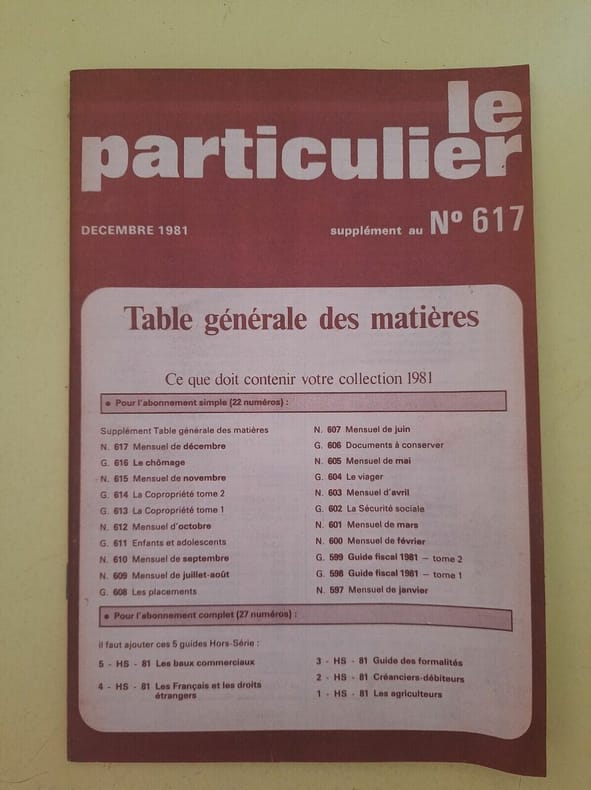 le
particulier
DECEMBRE 1981
supplément au Nº 617
Table générale des matières
Ce que doit contenir votre collection 1981
● Pour l'abonnement simple (22 numéros) :
Supplément Table générale des matières
N. 617 Mensuel de décembre
G. 616 Le chômage
N. 615 Mensuel de novembre
G. 614 La Copropriété tome 2
G. 613 La Copropriété tome 1
N. 612 Mensuel d'octobre
G. 611 Enfants et adolescents
N. 610 Mensuel de septembre
N. 609 Mensuel de juillet-août
G. 608 Les placements
N. 607 Mensuel de juin
G. 606 Documents à conserver
N. 605 Mensuel de mai
G. 604 Le viager
N. 603 Mensuel d'avril
G. 602 La Sécurité sociale
N. 601 Mensuel de mars
N. 600 Mensuel de février
G. 599 Guide fiscal 1981 — tome 2
G. 598 Guide fiscal 1981 — tome 1
N. 597 Mensuel de janvier
● Pour l'abonnement complet (27 numéros) :
il faut ajouter ces 5 guides Hors-Série :
5 - HS - 81 Les baux commerciaux
4 - HS - 81 Les Français et les droits
étrangers
3 - HS - 81 Guide des formalités
2 - HS - 81 Créanciers-débiteurs
1 - HS - 81 Les agriculteurs